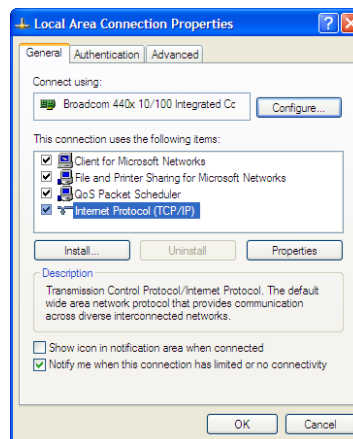 Local Area Connection Properties
General Authentication Advanced
Connect using:
Broadcom 440x 10/100 Integrated Cc
Configure...
This connection uses the following items:
Client for Microsoft Networks
File and Printer Sharing for Microsoft Networks
QoS Packet Scheduler
Internet Protocol (TCP/IP)
Install... Uninstall Properties
Description
Transmission Control Protocol/Internet Protocol. The default
wide area network protocol that provides communication
across diverse interconnected networks.
Show icon in notification area when connected
Notify me when this connection has limited or no connectivity
OK Cancel